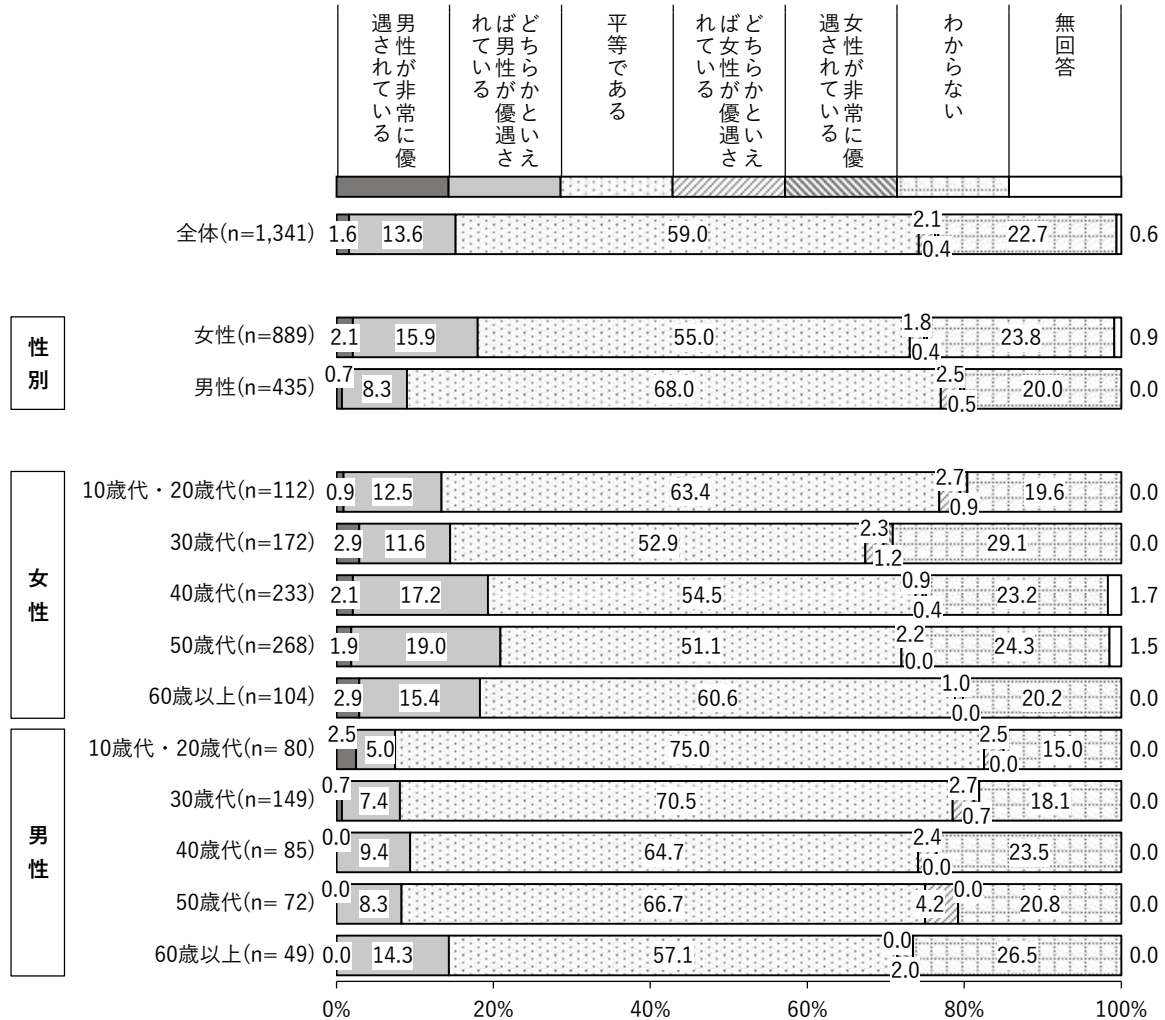 男性が非常に優
遇されている
どちらかといえ
ば男性が優遇さ
れている
平等である
どちらかといえ
ば女性が優遇さ
れている
女性が非常に優
遇されている
わからない
無回答
全体(n=1,341) 1.6 13.6 59.0 2.1 0.4 22.7 0.6
性別
女性(n=889) 2.1 15.9 55.0 1.8 0.4 23.8 0.9
男性(n=435) 0.7 8.3 68.0 2.5 0.5 20.0 0.0
女性
10歳代・20歳代(n=112) 0.9 12.5 63.4 2.7 0.9 19.6 0.0
30歳代(n=172) 2.9 11.6 52.9 2.3 1.2 29.1 0.0
40歳代(n=233) 2.1 17.2 54.5 0.9 0.4 23.2 1.7
50歳代(n=268) 1.9 19.0 51.1 2.2 0.0 24.3 1.5
60歳以上(n=104) 2.9 15.4 60.6 1.0 0.0 20.2 0.0
男性
10歳代・20歳代(n= 80) 2.5 5.0 75.0 2.5 0.0 15.0 0.0
30歳代(n=149) 0.7 7.4 70.5 2.7 0.7 18.1 0.0
40歳代(n= 85) 0.0 9.4 64.7 2.4 0.0 23.5 0.0
50歳代(n= 72) 0.0 8.3 66.7 4.2 0.0 20.8 0.0
60歳以上(n= 49) 0.0 14.3 57.1 0.0 2.0 26.5 0.0
0% 20% 40% 60% 80% 100%